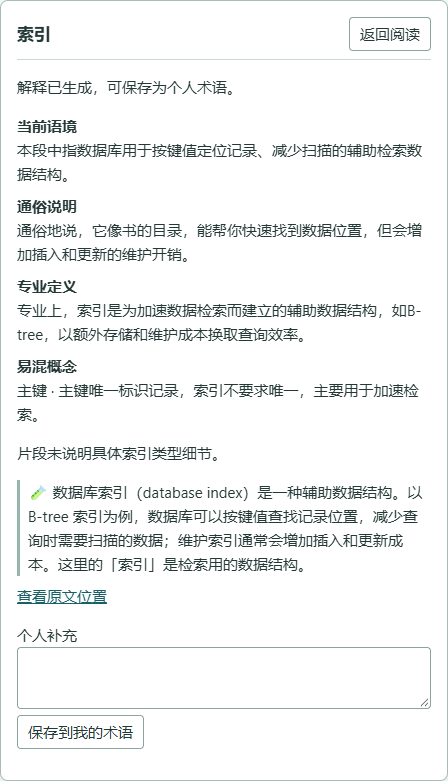 索引
返回阅读
解释已生成，可保存为个人术语。
当前语境
本段中指数据库用于按键值定位记录、减少扫描的辅助检索数
据结构。
通俗说明
通俗地说，它像书的目录，能帮你快速找到数据位置，但会增
加插入和更新的维护开销。
专业定义
专业上，索引是为加速数据检索而建立的辅助数据结构，如B-
tree，以额外存储和维护成本换取查询效率。
易混概念
主键 · 主键唯一标识记录，索引不要求唯一，主要用于加速检
索。
片段未说明具体索引类型细节。
数据库索引（database index）是一种辅助数据结构。以
B-tree 索引为例，数据库可以按键值查找记录位置，减少查
询时需要扫描的数据；维护索引通常会增加插入和更新成
本。这里的「索引」是检索用的数据结构。
查看原文位置
个人补充
保存到我的术语